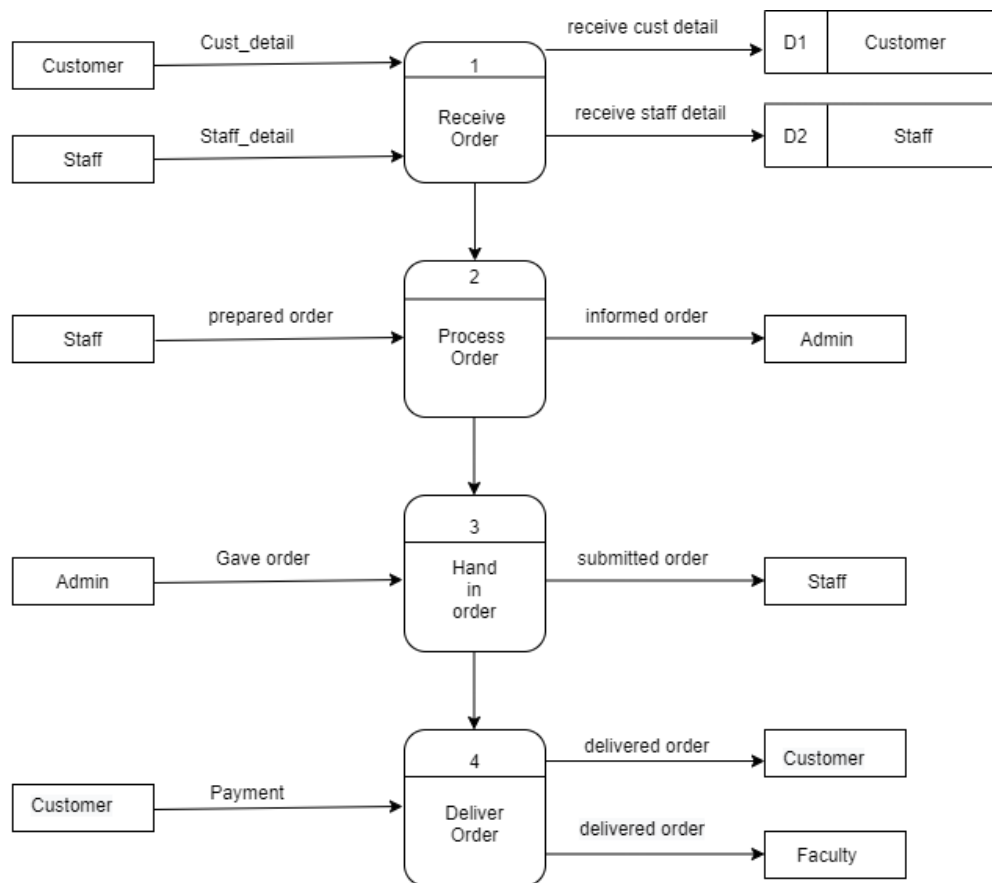 Customer
Cust_detail
1
Receive
Order
receive cust detail
D1
Customer
Staff
Staff_detail
receive staff detail
D2
Staff
Staff
prepared order
2
Process
Order
informed order
Admin
Admin
Gave order
3
Hand
in
order
submitted order
Staff
Customer
Payment
4
Deliver
Order
delivered order
Customer
delivered order
Faculty